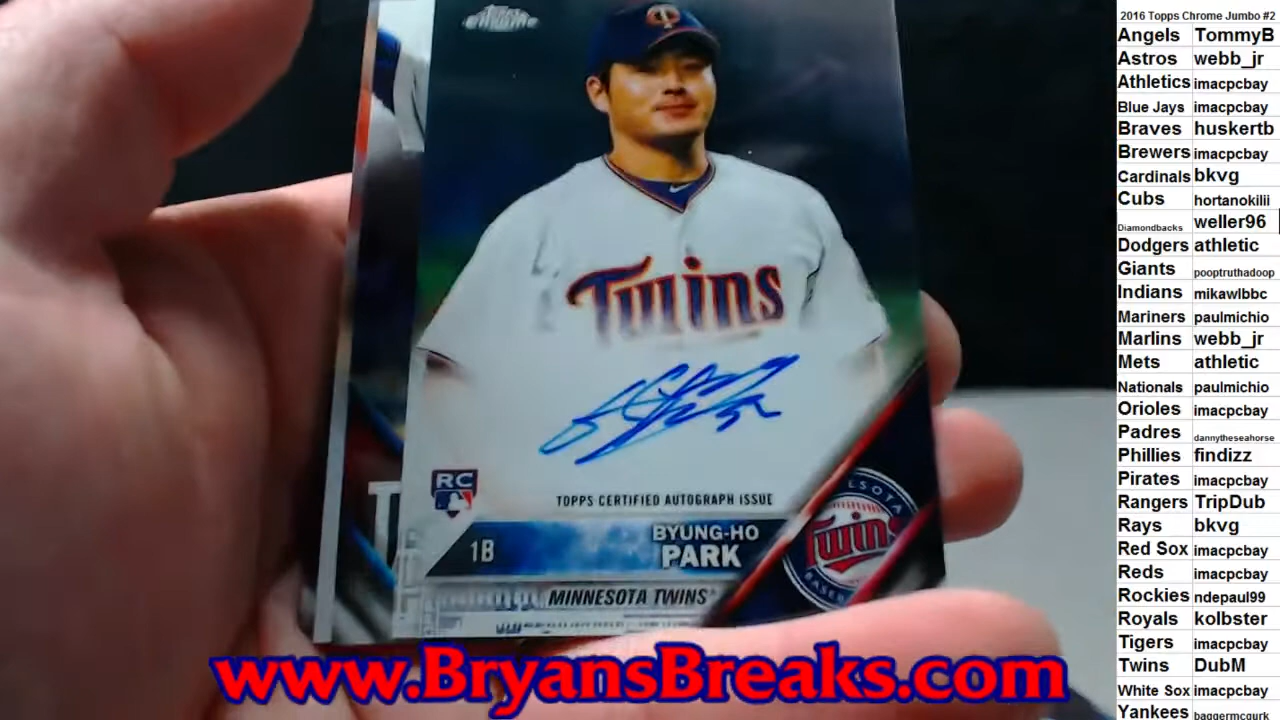 Topps
Chrome
T
Twins
TOPPS CERTIFIED AUTOGRAPH ISSUE
RC
1B
BYUNG-HO
PARK
MINNESOTA TWINS
Twins
www.BryansBreaks.com
2016 Topps Chrome Jumbo #2
Angels TommyB
Astros webb_jr
Athletics imacpcbay
Blue Jays imacpcbay
Braves huskertb
Brewers imacpcbay
Cardinals bkvg
Cubs hortanokilii
Diamondbacks weller96
Dodgers athletic
Giants pooptruthadoop
Indians mikawlbbc
Mariners paulmichio
Marlins webb_jr
Mets athletic
Nationals paulmichio
Orioles imacpcbay
Padres dannytheseahorse
Phillies findizz
Pirates imacpcbay
Rangers TripDub
Rays bkvg
Red Sox imacpcbay
Reds imacpcbay
Rockies ndepaul99
Royals kolbster
Tigers imacpcbay
Twins DubM
White Sox imacpcbay
Yankees baggermcgurk